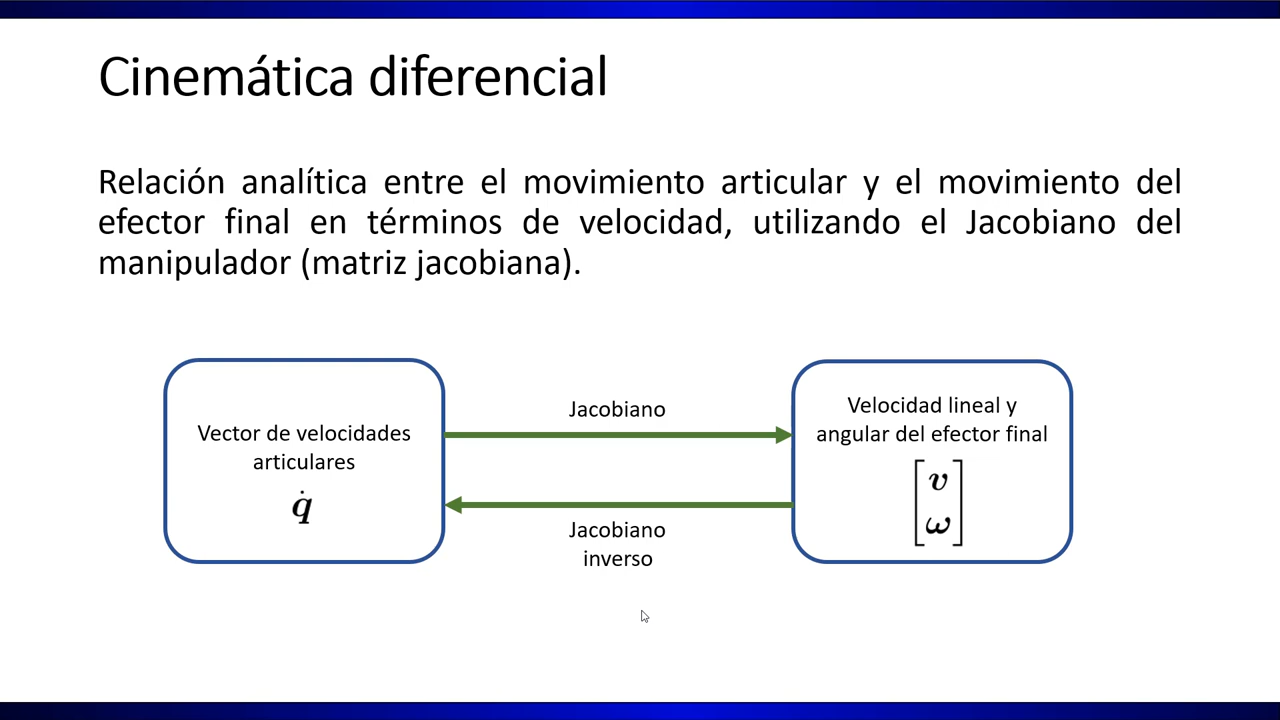 Cinemática diferencial
Relación analítica entre el movimiento articular y el movimiento del
efector final en términos de velocidad, utilizando el Jacobiano del
manipulador (matriz jacobiana).
Vector de velocidades
articulares
q̇
Jacobiano
Jacobiano
inverso
Velocidad lineal y
angular del efector final
v
ω